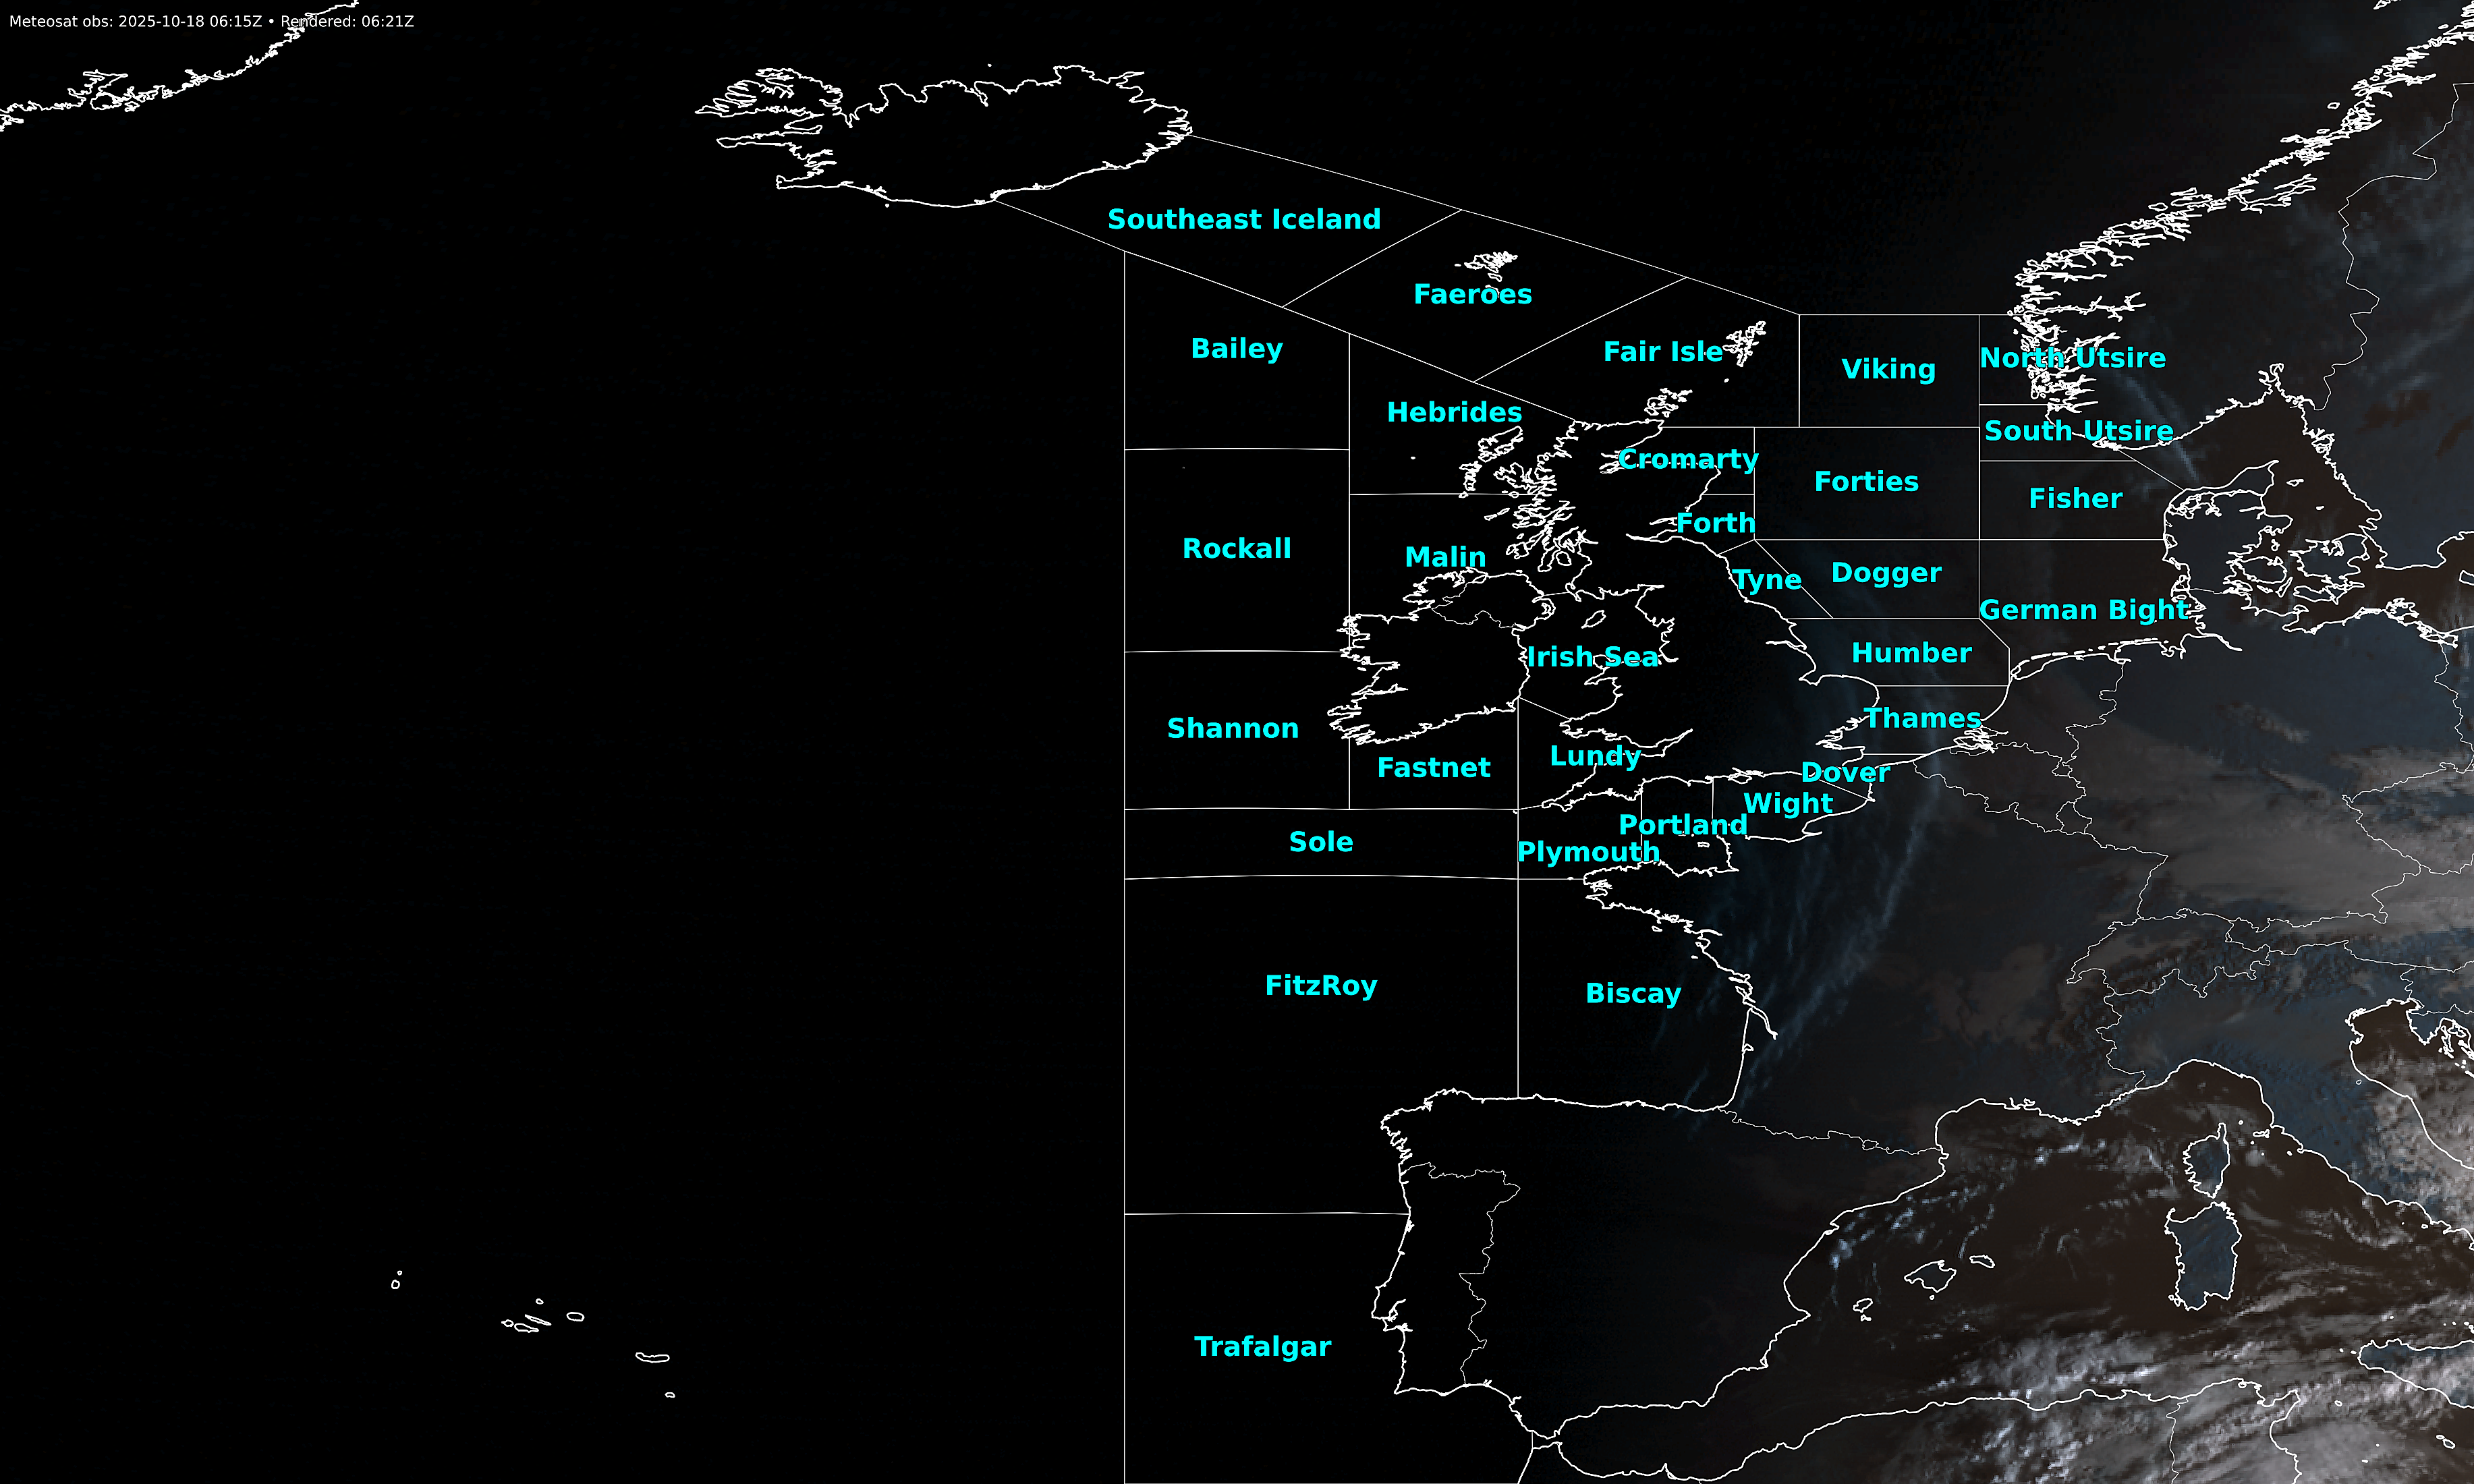 Meteosat obs: 2025-10-18 06:15Z • Rendered: 06:21Z
Southeast Iceland
Faeroes
Bailey
Fair Isle
Viking
North Utsire
Hebrides
South Utsire
Cromarty
Forties
Fisher
Forth
Rockall
Malin
Tyne
Dogger
German Bight
Irish Sea
Humber
Shannon
Thames
Fastnet
Lundy
Dover
Wight
Portland
Sole
Plymouth
FitzRoy
Biscay
Trafalgar